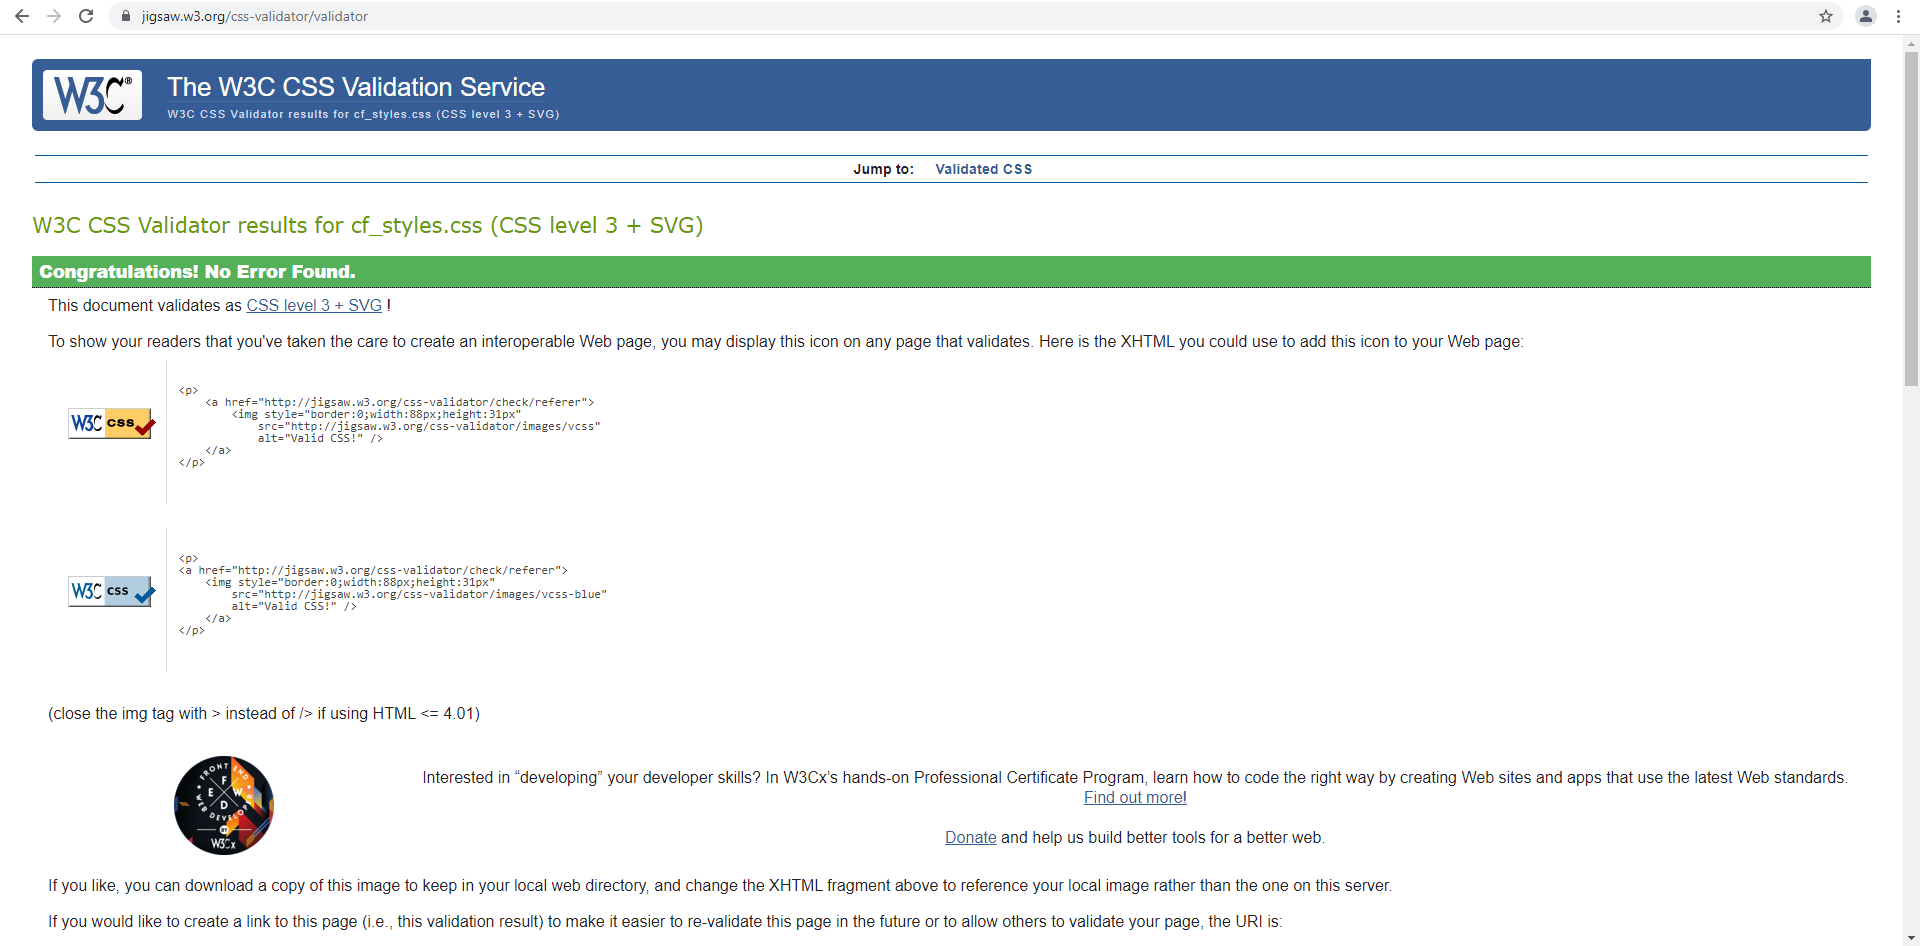 jigsaw.w3.org/css-validator/validator
W3C®
The W3C CSS Validation Service
W3C CSS Validator results for cf_styles.css (CSS level 3 + SVG)
Jump to: Validated CSS
W3C CSS Validator results for cf_styles.css (CSS level 3 + SVG)
Congratulations! No Error Found.
This document validates as CSS level 3 + SVG !
To show your readers that you've taken the care to create an interoperable Web page, you may display this icon on any page that validates. Here is the XHTML you could use to add this icon to your Web page:
W3C CSS
<p>
<a href="http://jigsaw.w3.org/css-validator/check/referer">
<img style="border:0;width:88px;height:31px"
src="http://jigsaw.w3.org/css-validator/images/vcss"
alt="Valid CSS!" />
</a>
</p>
W3C CSS
<p>
<a href="http://jigsaw.w3.org/css-validator/check/referer">
<img style="border:0;width:88px;height:31px"
src="http://jigsaw.w3.org/css-validator/images/vcss-blue"
alt="Valid CSS!" />
</a>
</p>
(close the img tag with > instead of /> if using HTML <= 4.01)
FRONT END
F
E W
D
WEB DEVELOPER
BY
W3Cx
Interested in “developing” your developer skills? In W3Cx’s hands-on Professional Certificate Program, learn how to code the right way by creating Web sites and apps that use the latest Web standards.
Find out more!
Donate and help us build better tools for a better web.
If you like, you can download a copy of this image to keep in your local web directory, and change the XHTML fragment above to reference your local image rather than the one on this server.
If you would like to create a link to this page (i.e., this validation result) to make it easier to re-validate this page in the future or to allow others to validate your page, the URI is: